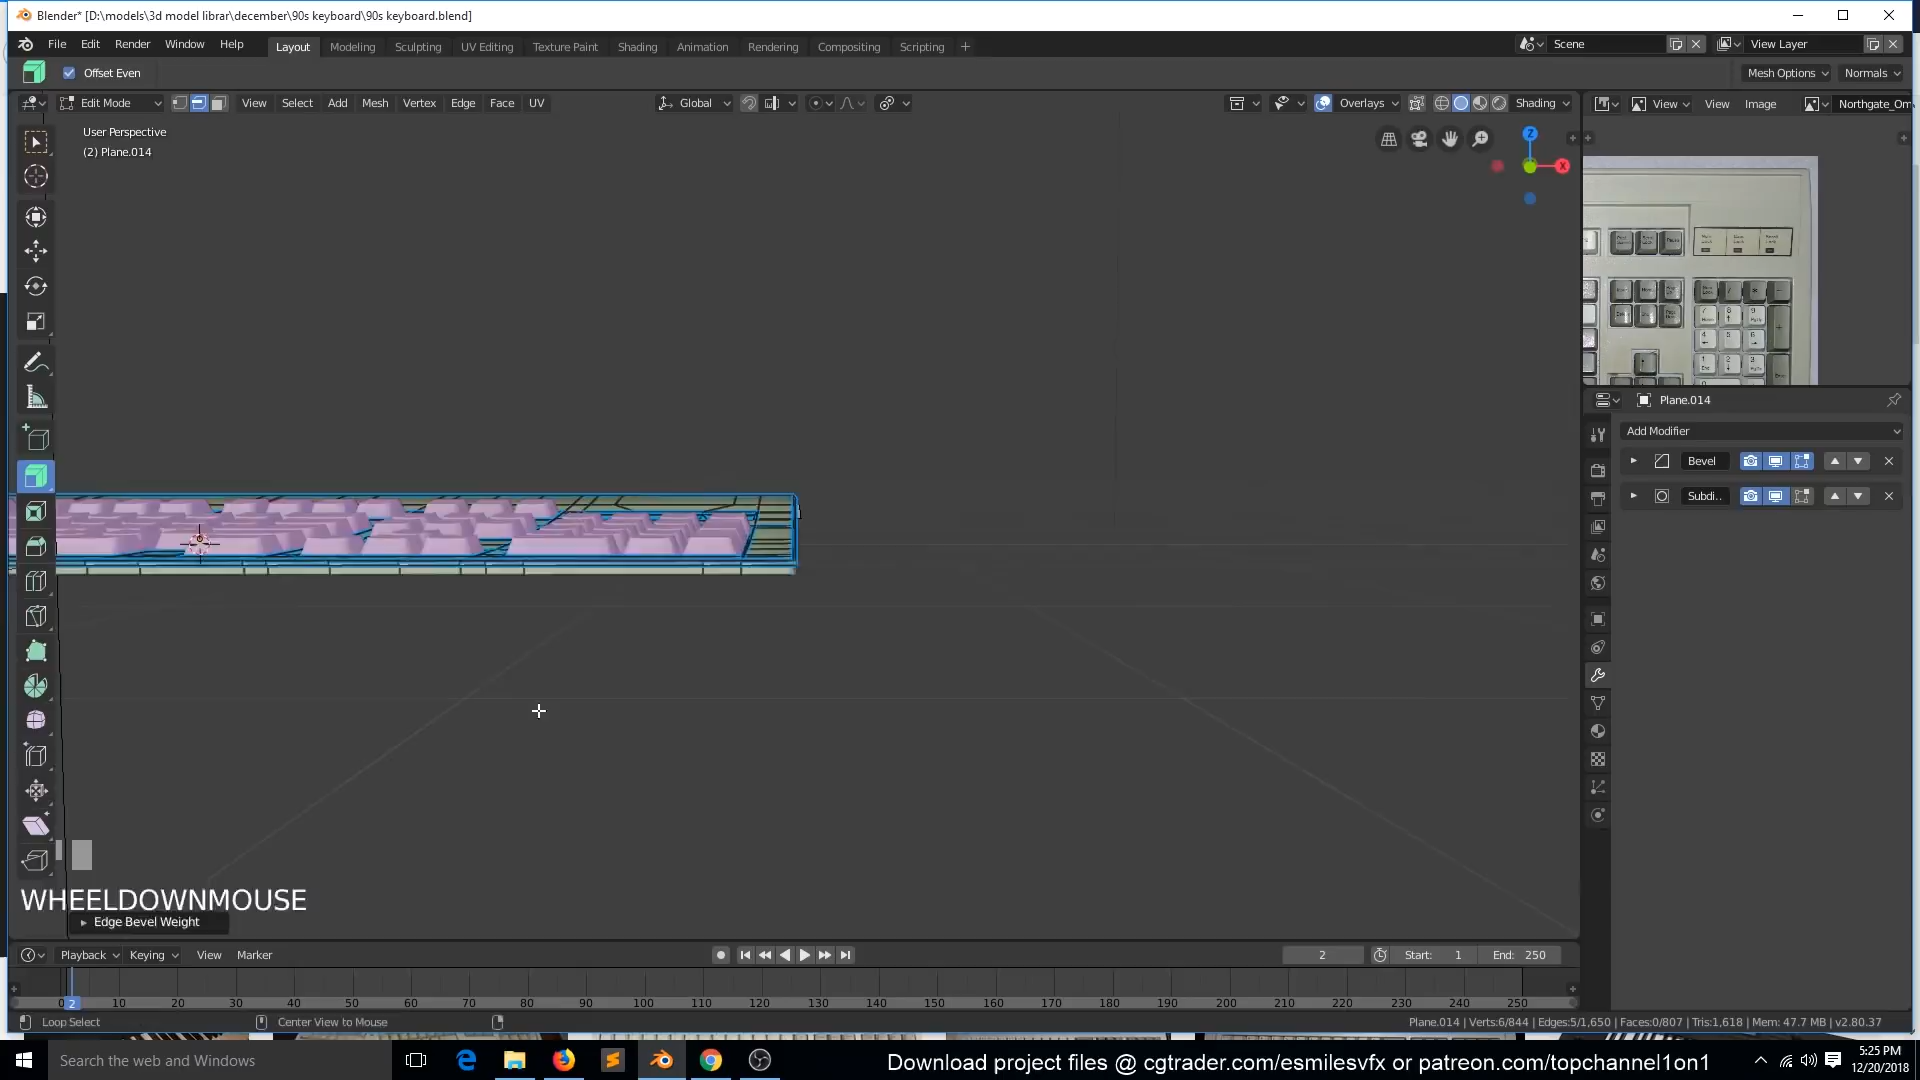 Blender* [D:\models\3d model librar\december\90s keyboard\90s keyboard.blend]
File Edit Render Window Help Layout Modeling Sculpting UV Editing Texture Paint Shading Animation Rendering Compositing Scripting + Scene View Layer
Offset Even Mesh Options Normals
Edit Mode View Select Add Mesh Vertex Edge Face UV Global Overlays Shading View View Image Northgate_Om
User Perspective
(2) Plane.014
Z
X
Plane.014
Add Modifier
Bevel
Subdi..
WHEELDOWNMOUSE
Edge Bevel Weight
Playback Keying View Marker 2 Start: 1 End: 250
0 2 10 20 30 40 50 60 70 80 90 100 110 120 130 140 150 160 170 180 190 200 210 220 230 240 250
Loop Select Center View to Mouse Plane.014 | Verts:6/844 | Edges:5/1,650 | Faces:0/807 | Tris:1,618 | Mem: 47.7 MB | v2.80.37
Search the web and Windows
Download project files @ cgtrader.com/esmilesvfx or patreon.com/topchannel1on1
5:25 PM
12/20/2018